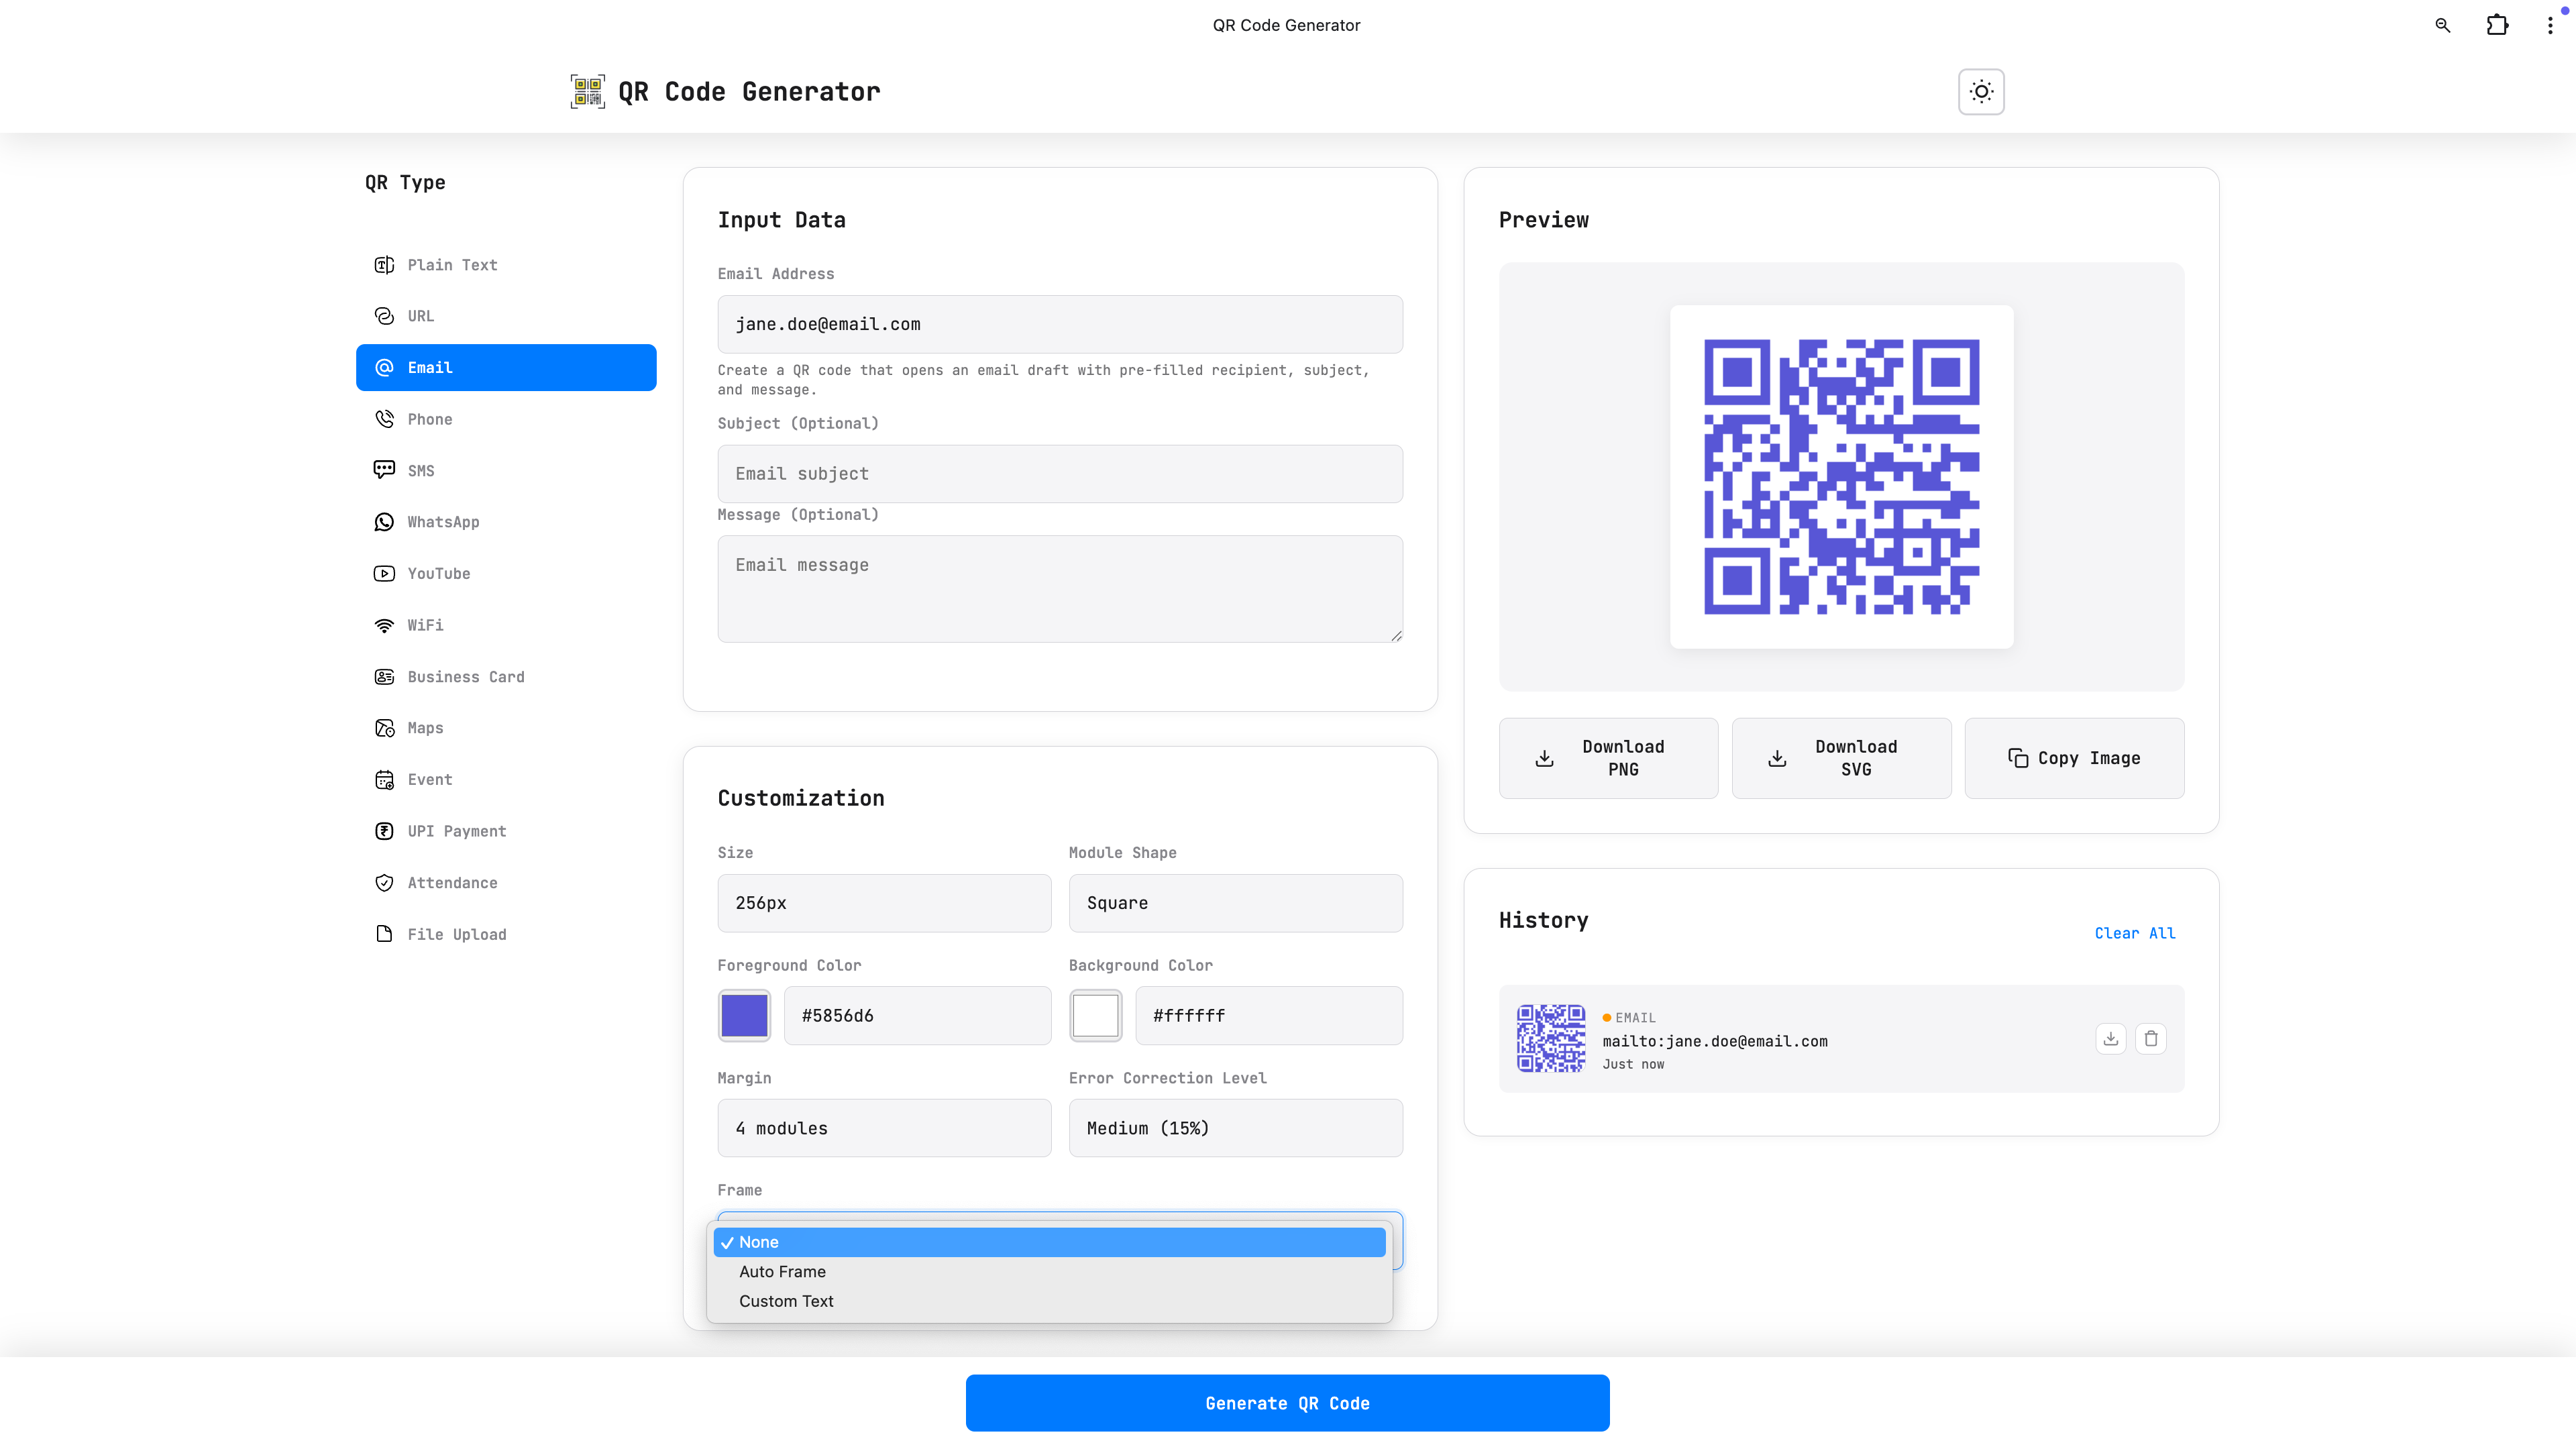 QR Code Generator
QR Code Generator
QR Type
Plain Text
URL
Email
Phone
SMS
WhatsApp
YouTube
WiFi
Business Card
Maps
Event
UPI Payment
Attendance
File Upload
Input Data
Email Address
jane.doe@email.com
Create a QR code that opens an email draft with pre-filled recipient, subject,
and message.
Subject (Optional)
Email subject
Message (Optional)
Email message
Customization
Size
Module Shape
256px
Square
Foreground Color
Background Color
#5856d6
#ffffff
Margin
Error Correction Level
4 modules
Medium (15%)
Frame
None
Auto Frame
Custom Text
Preview
Download
PNG
Download
SVG
Copy Image
History
Clear All
EMAIL
mailto:jane.doe@email.com
Just now
Generate QR Code